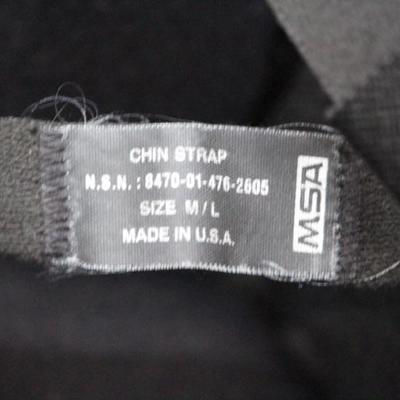 CHIN STRAP
N.S.N. : 8470-01-476-2605
SIZE M/L
MADE IN U.S.A.
MSA